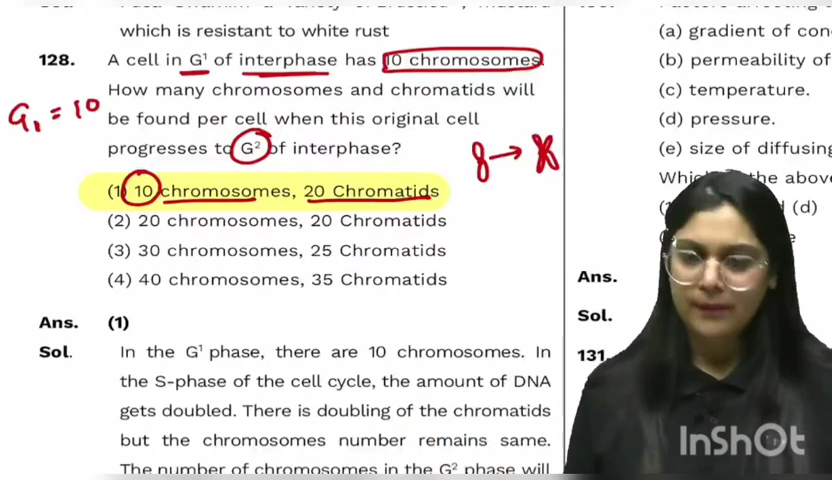 which is resistant to white rust
128. A cell in G¹ of interphase has 10 chromosomes.
How many chromosomes and chromatids will
be found per cell when this original cell
progresses to G² of interphase?
(1) 10 chromosomes, 20 Chromatids
(2) 20 chromosomes, 20 Chromatids
(3) 30 chromosomes, 25 Chromatids
(4) 40 chromosomes, 35 Chromatids
Ans. (1)
Sol. In the G¹ phase, there are 10 chromosomes. In
the S-phase of the cell cycle, the amount of DNA
gets doubled. There is doubling of the chromatids
but the chromosomes number remains same.
The number of chromosomes in the G² phase will
G₁ = 10
(a) gradient of con
(b) permeability of
(c) temperature.
(d) pressure.
(e) size of diffusing
Which the above
(d)
Ans.
Sol.
131.
InShOt